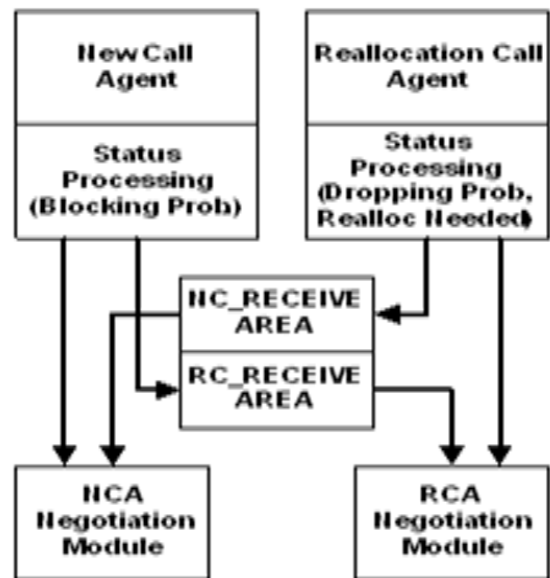 New Call
Agent
Status
Processing
(Blocking Prob)
Reallocation Call
Agent
Status
Processing
(Dropping Prob,
Realloc Needed)
NC_RECEIVE
AREA
RC_RECEIVE
AREA
NCA
Negotiation
Module
RCA
Negotiation
Module